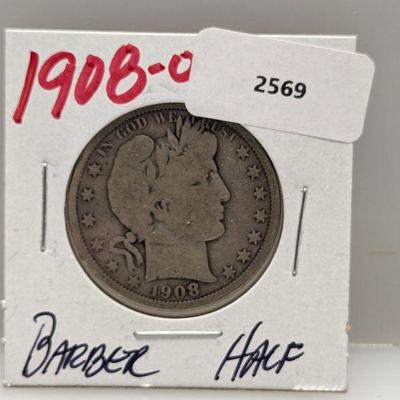 1908-O
2569
IN GOD WE TRUST
1908
BARBER HALF